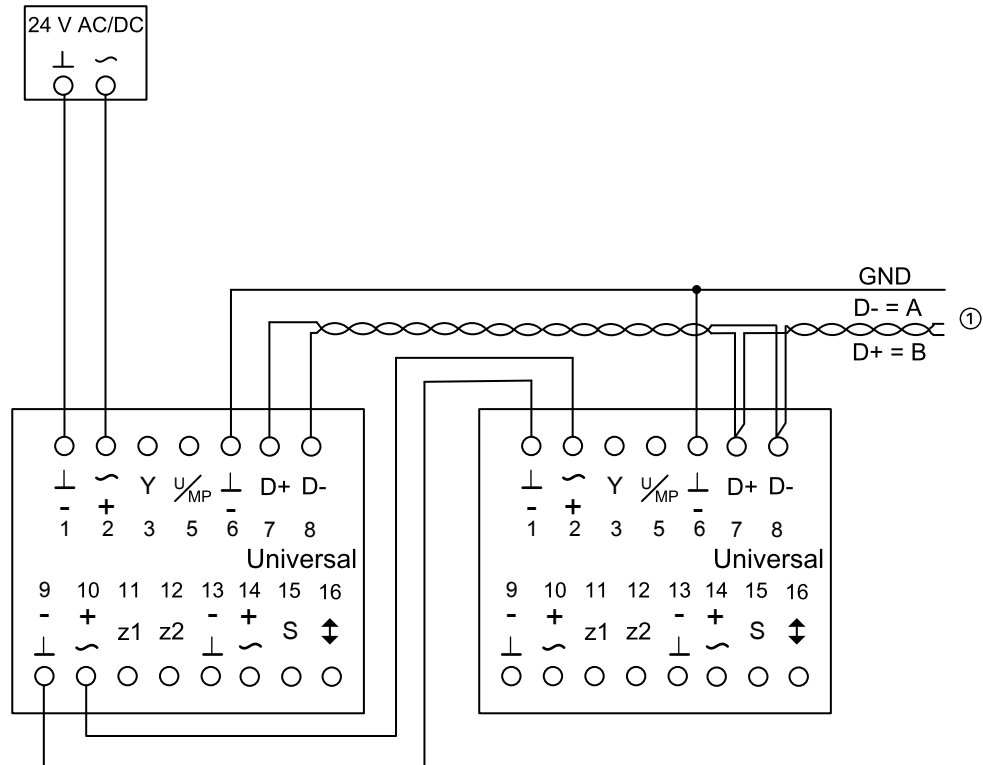 24 V AC/DC
⊥ ~
GND
D- = A
①
D+ = B
⊥ ~ Y U/MP ⊥ D+ D-
- + -
1 2 3 5 6 7 8
Universal
9 10 11 12 13 14 15 16
- + z1 z2 - + S ↕
⊥ ~ ⊥ ~
⊥ ~ Y U/MP ⊥ D+ D-
- + -
1 2 3 5 6 7 8
Universal
9 10 11 12 13 14 15 16
- + z1 z2 - + S ↕
⊥ ~ ⊥ ~